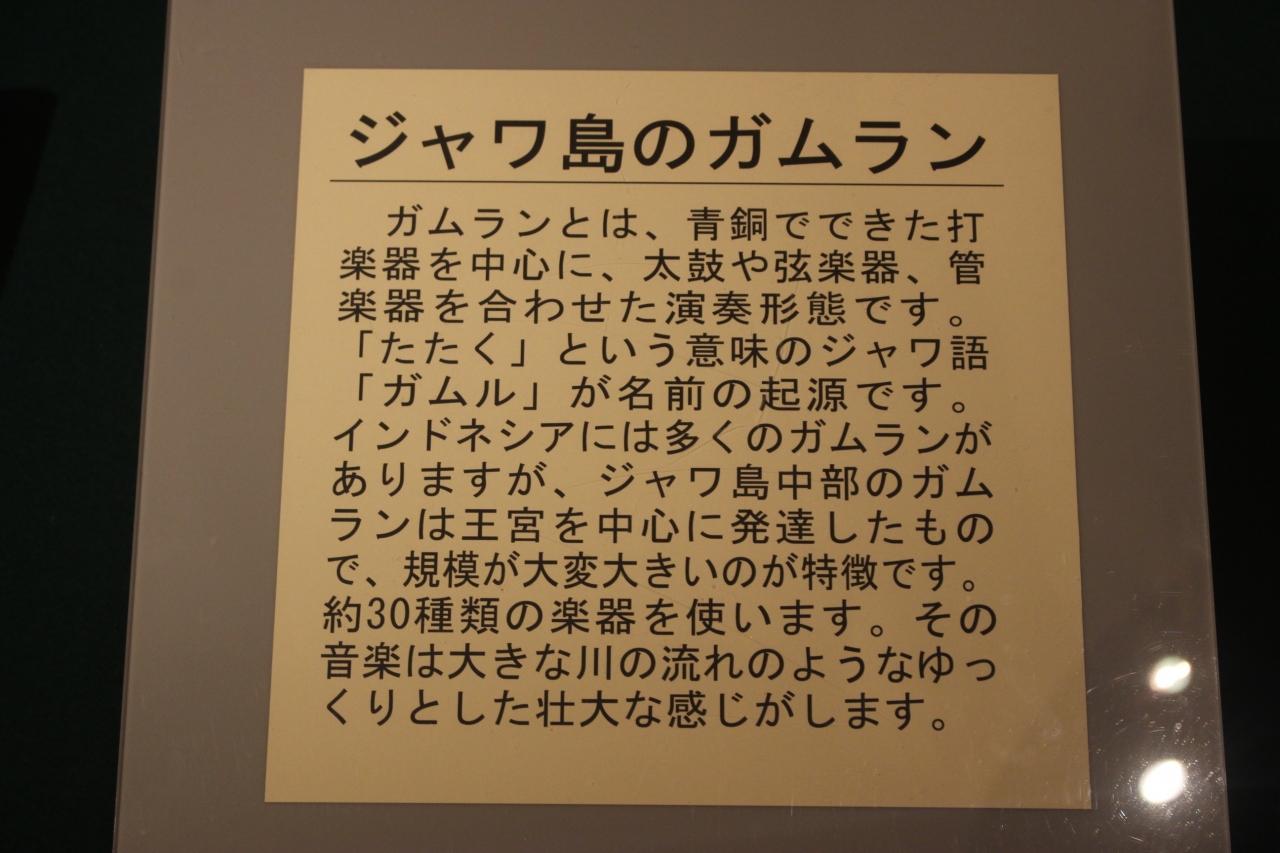 ジャワ島のガムラン
ガムランとは、青銅でできた打
楽器を中心に、太鼓や弦楽器、管
楽器を合わせた演奏形態です。
「たたく」という意味のジャワ語
「ガムル」が名前の起源です。
インドネシアには多くのガムランが
ありますが、ジャワ島中部のガム
ランは王宮を中心に発達したもの
で、規模が大変大きいのが特徴です。
約30種類の楽器を使います。その
音楽は大きな川の流れのようなゆっ
くりとした壮大な感じがします。